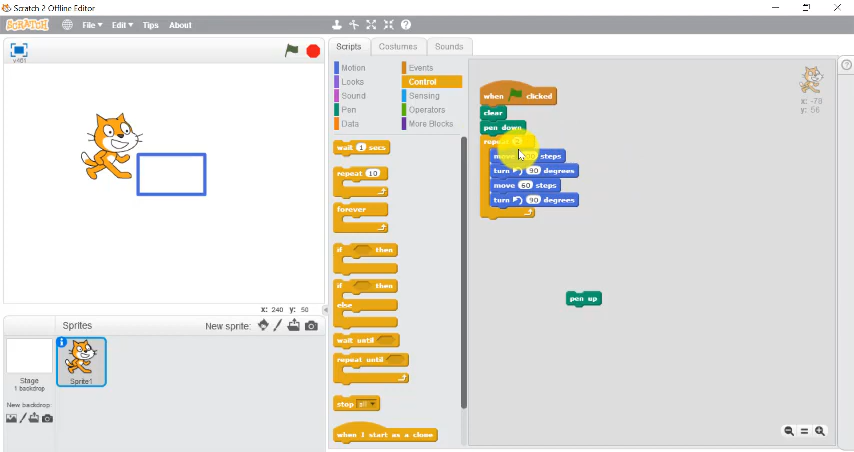 Scratch 2 Offline Editor
SCRATCH File Edit Tips About
v461
Scripts Costumes Sounds
Motion Events
Looks Control
Sound Sensing
Pen Operators
Data More Blocks
wait 1 secs
repeat 10
forever
if then
if then
else
wait until
repeat until
stop
when I start as a clone
when clicked
clear
pen down
repeat
move steps
turn 90 degrees
move 60 steps
turn 90 degrees
pen up
x: -70
y: 56
X: 240 y: 50
Sprites New sprite:
Stage
1 backdrop
New backdrop:
Sprite1